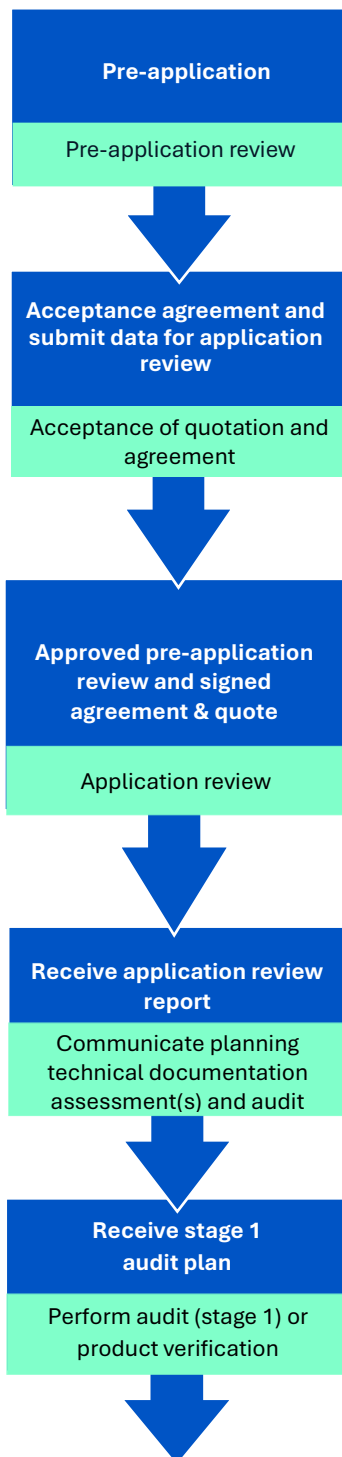 Pre-application
Pre-application review
Acceptance agreement and
submit data for application
review
Acceptance of quotation and
agreement
Approved pre-application
review and signed
agreement & quote
Application review
Receive application review
report
Communicate planning
technical documentation
assessment(s) and audit
Receive stage 1
audit plan
Perform audit (stage 1) or
product verification